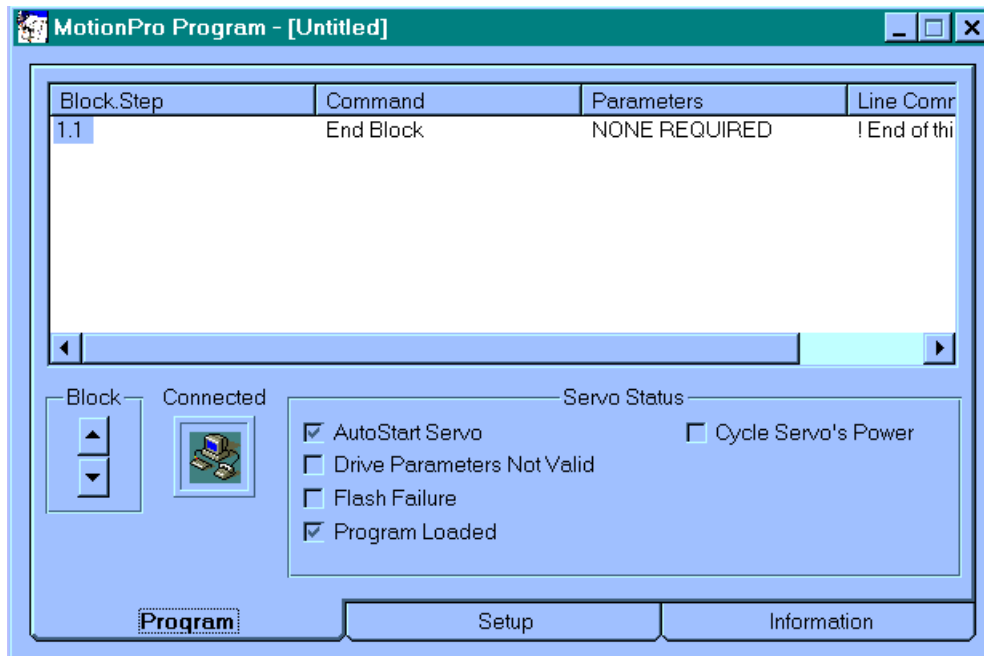 MotionPro Program - [Untitled]
Block.Step Command Parameters Line Comr
1.1 End Block NONE REQUIRED ! End of thi
Block Connected Servo Status
AutoStart Servo Cycle Servo's Power
Drive Parameters Not Valid
Flash Failure
Program Loaded
Program Setup Information